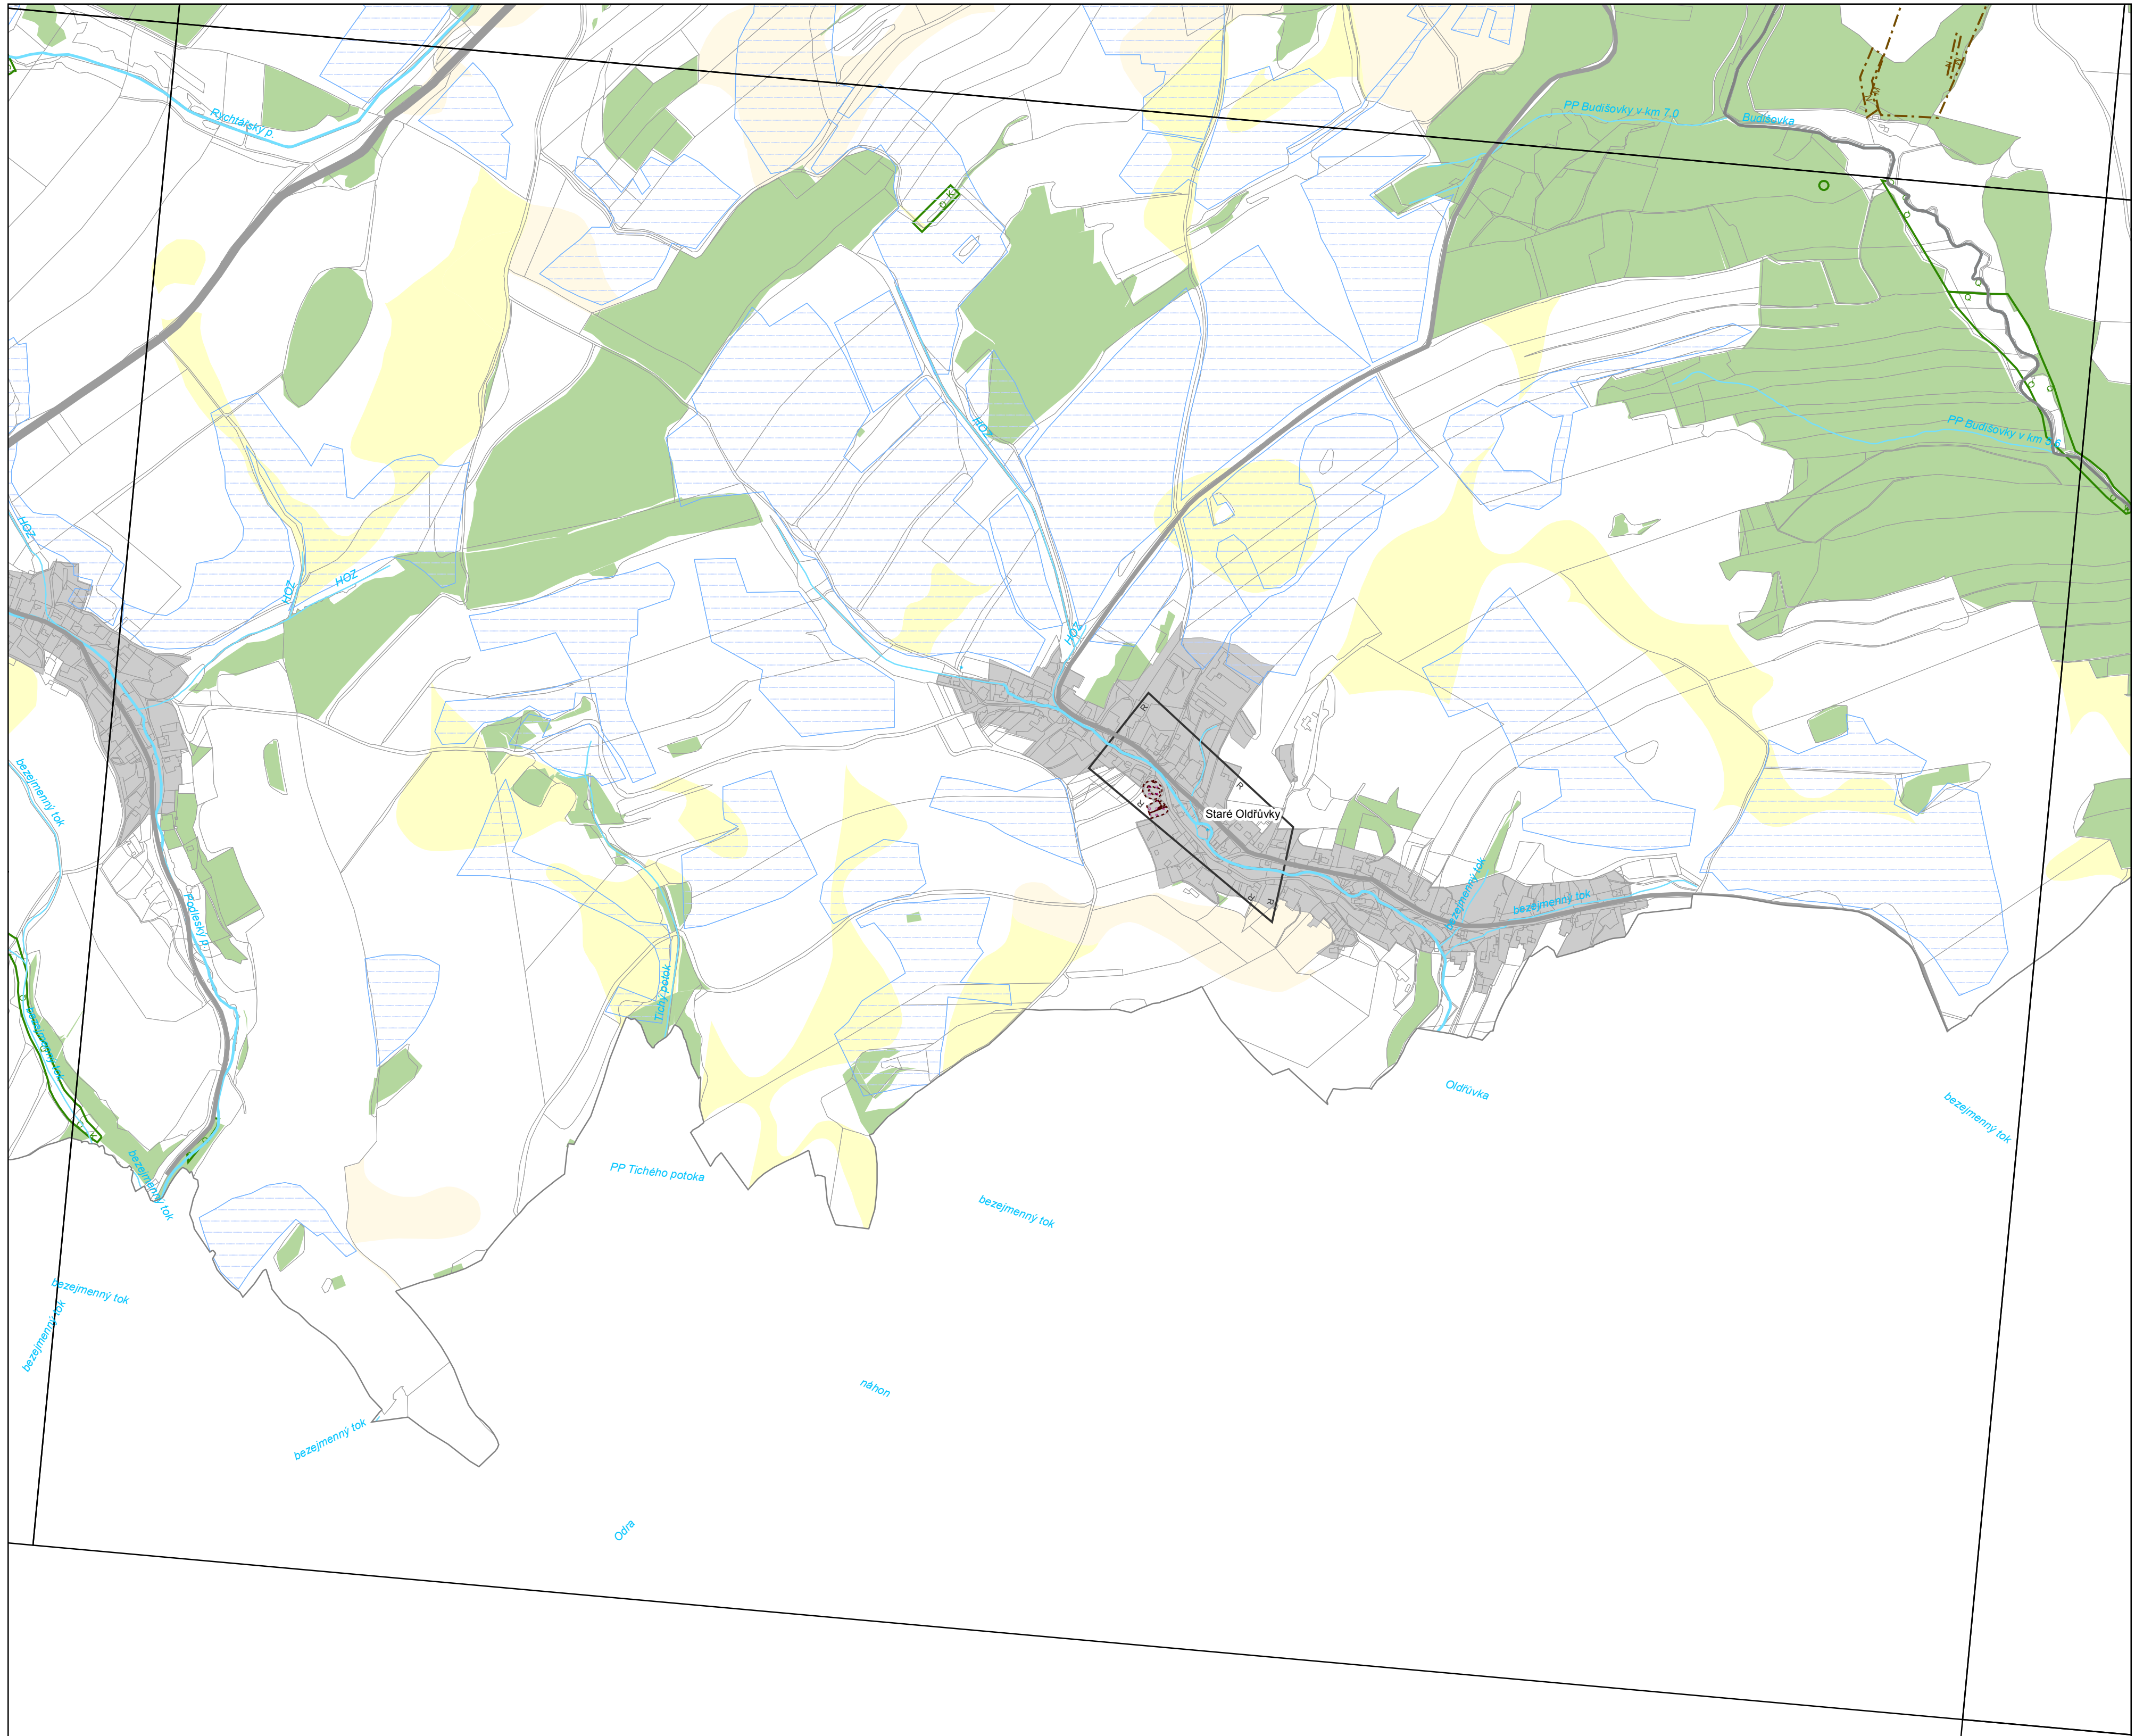 Rychtářský p.
PP Budišovky v km 7,0
Budišovka
K
Q
Q
Q
Q
PP Budišovky v km 5,6
Q
HOZ
HOZ
HOZ
HOZ
HOZ
R
R
R
Staré Oldřůvky
R
R
bezejmenný tok
bezejmenný tok
bezejmenný tok
Podleský p.
Tichý potok
bezejmenný tok
Oldřůvka
bezejmenný tok
bezejmenný tok
PP Tichého potoka
bezejmenný tok
bezejmenný tok
bezejmenný tok
náhon
bezejmenný tok
Odra